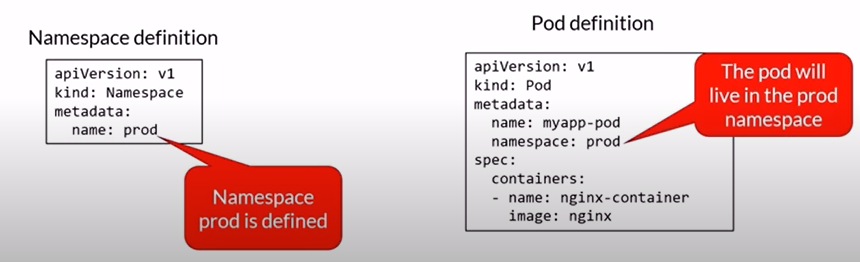 Namespace definition
apiVersion: v1
kind: Namespace
metadata:
  name: prod
Namespace
prod is defined
Pod definition
apiVersion: v1
kind: Pod
metadata:
  name: myapp-pod
  namespace: prod
spec:
  containers:
  - name: nginx-container
    image: nginx
The pod will
live in the prod
namespace